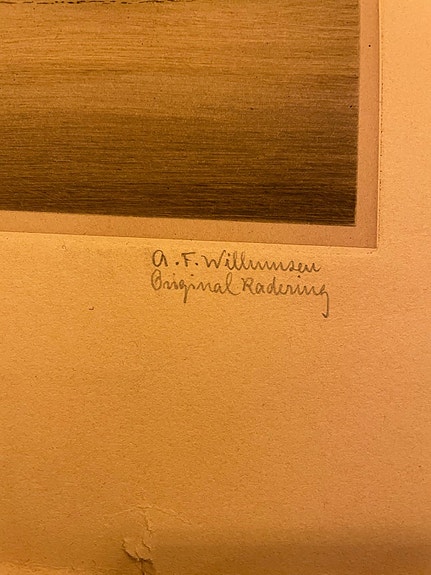 A. F. Willumsen
Original Radering